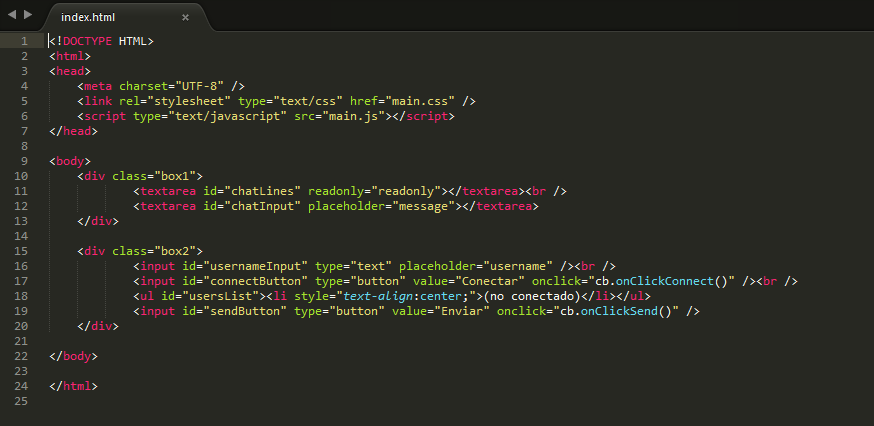 index.html ×
1 <!DOCTYPE HTML>
2 <html>
3 <head>
4     <meta charset="UTF-8" />
5     <link rel="stylesheet" type="text/css" href="main.css" />
6     <script type="text/javascript" src="main.js"></script>
7 </head>
8
9 <body>
10     <div class="box1">
11             <textarea id="chatLines" readonly="readonly"></textarea><br />
12             <textarea id="chatInput" placeholder="message"></textarea>
13     </div>
14
15     <div class="box2">
16             <input id="usernameInput" type="text" placeholder="username" /><br />
17             <input id="connectButton" type="button" value="Conectar" onclick="cb.onClickConnect()" /><br />
18             <ul id="usersList"><li style="text-align:center;">(no conectado)</li></ul>
19             <input id="sendButton" type="button" value="Enviar" onclick="cb.onClickSend()" />
20     </div>
21
22 </body>
23
24 </html>
25